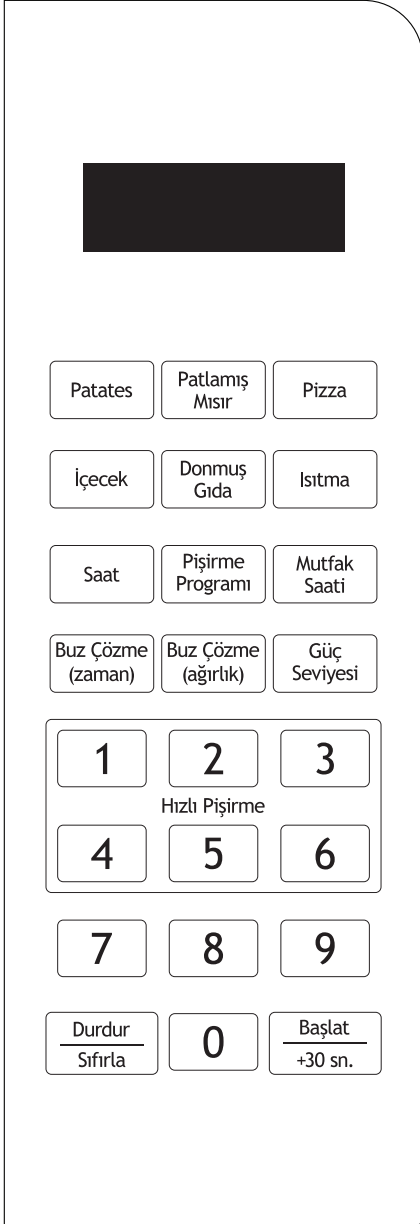 Patates
Patlamış
Mısır
Pizza
İçecek
Donmuş
Gıda
Isıtma
Saat
Pişirme
Programı
Mutfak
Saati
Buz Çözme
(zaman)
Buz Çözme
(ağırlık)
Güç
Seviyesi
1
2
3
Hızlı Pişirme
4
5
6
7
8
9
Durdur
Sıfırla
0
Başlat
+30 sn.